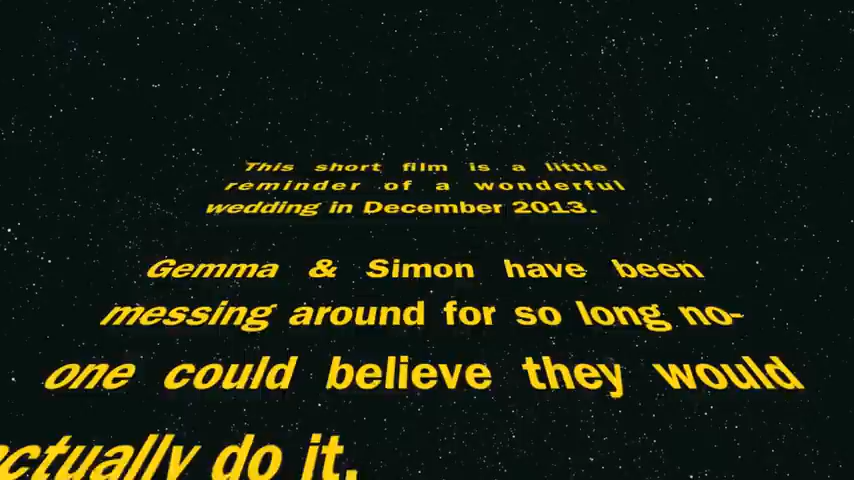 This short film is a little
reminder of a wonderful
wedding in December 2013.
Gemma & Simon have been
messing around for so long no-
one could believe they would
actually do it.